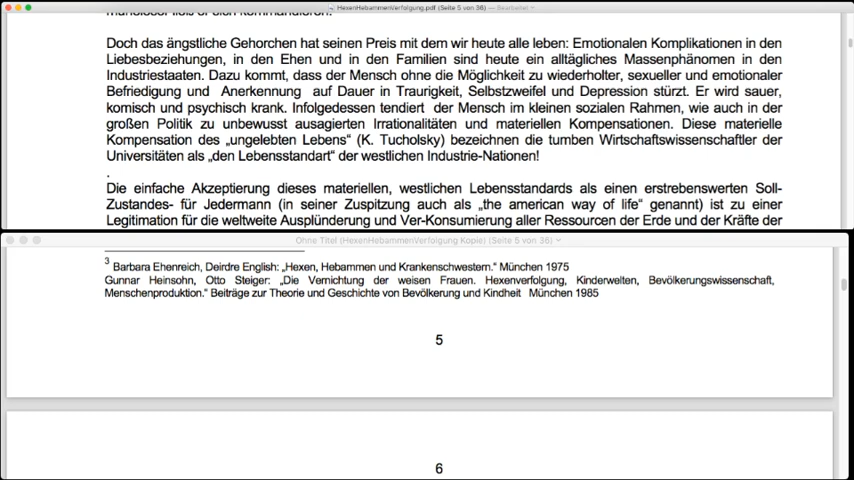 HexenHebammenVerfolgung.pdf (Seite 5 von 36) — Bearbeitet
Doch das ängstliche Gehorchen hat seinen Preis mit dem wir heute alle leben: Emotionalen Komplikationen in den
Liebesbeziehungen, in den Ehen und in den Familien sind heute ein alltägliches Massenphänomen in den
Industriestaaten. Dazu kommt, dass der Mensch ohne die Möglichkeit zu wiederholter, sexueller und emotionaler
Befriedigung und Anerkennung auf Dauer in Traurigkeit, Selbstzweifel und Depression stürzt. Er wird sauer,
komisch und psychisch krank. Infolgedessen tendiert der Mensch im kleinen sozialen Rahmen, wie auch in der
großen Politik zu unbewusst ausagierten Irrationalitäten und materiellen Kompensationen. Diese materielle
Kompensation des „ungelebten Lebens“ (K. Tucholsky) bezeichnen die tumben Wirtschaftswissenschaftler der
Universitäten als „den Lebensstandart“ der westlichen Industrie-Nationen!
.
Die einfache Akzeptierung dieses materiellen, westlichen Lebensstandards als einen erstrebenswerten Soll-
Zustandes- für Jedermann (in seiner Zuspitzung auch als „the american way of life“ genannt) ist zu einer
Legitimation für die weltweite Ausplünderung und Ver-Konsumierung aller Ressourcen der Erde und der Kräfte der
Ohne Titel (HexenHebammenVerfolgung Kopie) (Seite 5 von 36)
3 Barbara Ehenreich, Deirdre English: „Hexen, Hebammen und Krankenschwestern.“ München 1975
Gunnar Heinsohn, Otto Steiger: „Die Vernichtung der weisen Frauen. Hexenverfolgung, Kinderwelten, Bevölkerungswissenschaft,
Menschenproduktion.“ Beiträge zur Theorie und Geschichte von Bevölkerung und Kindheit München 1985
5
6